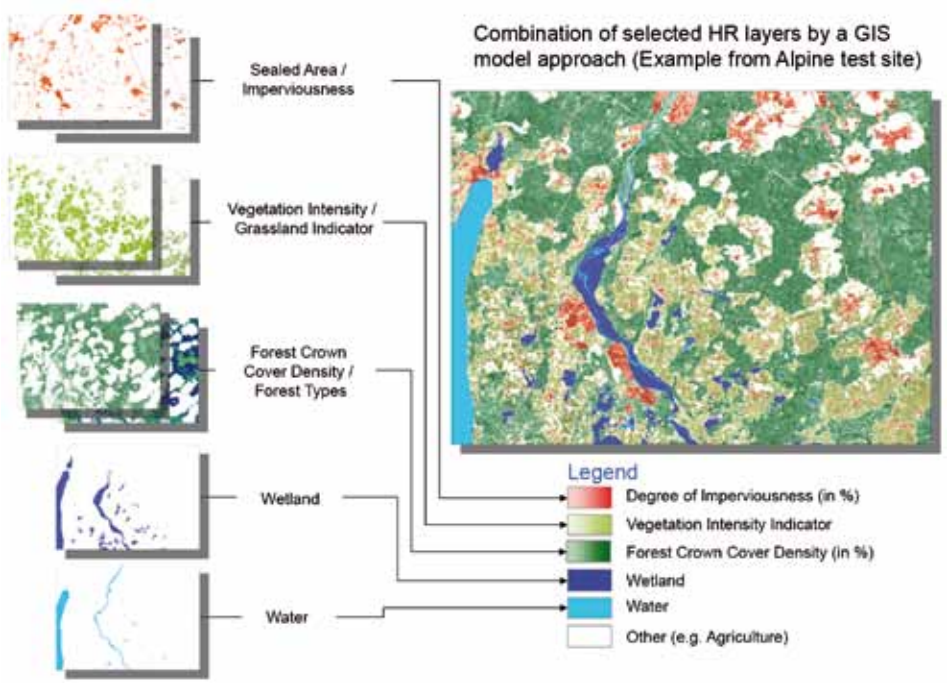 Combination of selected HR layers by a GIS
model approach (Example from Alpine test site)
Sealed Area /
Imperviousness
Vegetation Intensity /
Grassland Indicator
Forest Crown
Cover Density /
Forest Types
Wetland
Water
Legend
Degree of Imperviousness (in %)
Vegetation Intensity Indicator
Forest Crown Cover Density (in %)
Wetland
Water
Other (e.g. Agriculture)